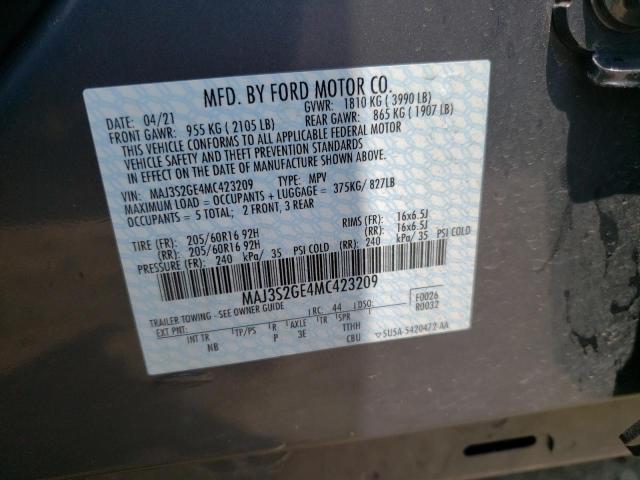 MFD. BY FORD MOTOR CO.
DATE: 04/21 GVWR: 1810 KG ( 3990 LB)
FRONT GAWR: 955 KG ( 2105 LB) REAR GAWR: 865 KG ( 1907 LB)
THIS VEHICLE CONFORMS TO ALL APPLICABLE FEDERAL MOTOR
VEHICLE SAFETY AND THEFT PREVENTION STANDARDS
IN EFFECT ON THE DATE OF MANUFACTURE SHOWN ABOVE.
VIN: MAJ3S2GE4MC423209 TYPE: MPV
MAXIMUM LOAD = OCCUPANTS + LUGGAGE = 375KG/ 827LB
OCCUPANTS = 5 TOTAL; 2 FRONT, 3 REAR
TIRE (FR): 205/60R16 92H RIMS (FR): 16x6.5J
(RR): 205/60R16 92H (RR): 16x6.5J
PRESSURE (FR): 240 kPa/ 35 PSI COLD (RR): 240 kPa/ 35 PSI COLD
MAJ3S2GE4MC423209
TRAILER TOWING - SEE OWNER GUIDE F0026
EXT PNT: RC: 44 DSO: R0032
INT TR TP/PS R AXLE TR SPR
NB P 3E TTHH
CBU 5U5A-5420472-AA